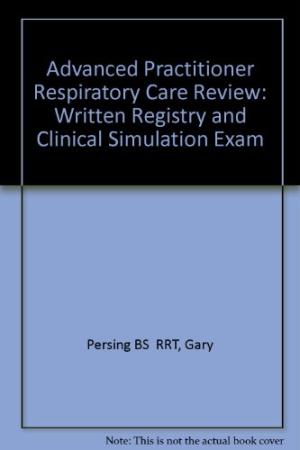 Advanced Practitioner
Respiratory Care Review:
Written Registry and
Clinical Simulation Exam
Persing BS  RRT, Gary
Note: This is not the actual book cover